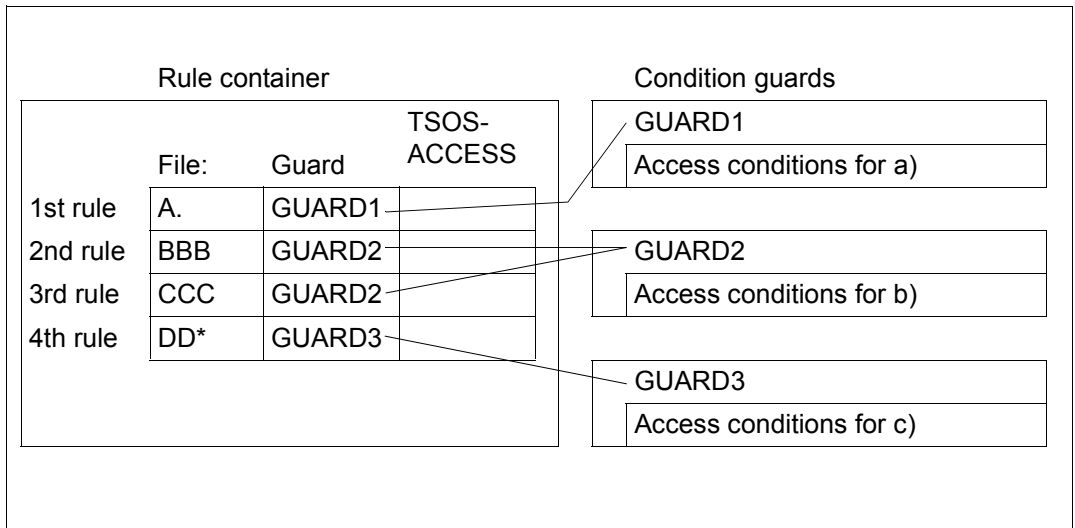 Rule container
Condition guards
TSOS-
File: Guard ACCESS
1st rule A. GUARD1
2nd rule BBB GUARD2
3rd rule CCC GUARD2
4th rule DD* GUARD3
GUARD1
Access conditions for a)
GUARD2
Access conditions for b)
GUARD3
Access conditions for c)